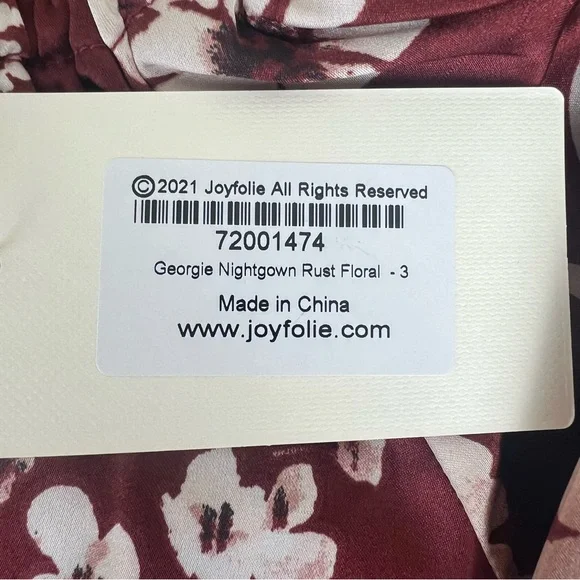 ©2021 Joyfolie All Rights Reserved
72001474
Georgie Nightgown Rust Floral - 3
Made in China
www.joyfolie.com